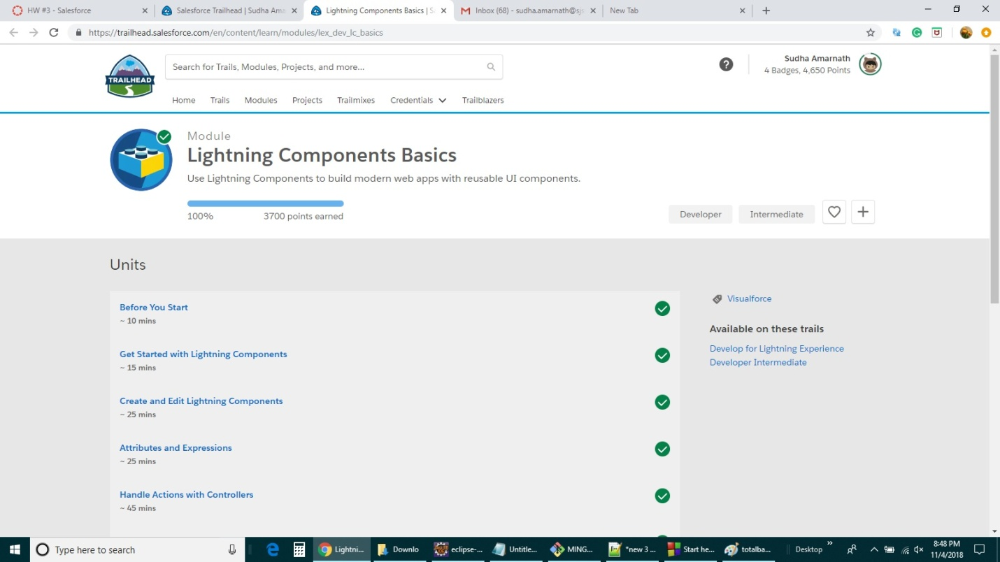 HW #3 - Salesforce
Salesforce Trailhead | Sudha Ama
Lightning Components Basics | S
Inbox (68) - sudha.amarnath@sjs
New Tab
https://trailhead.salesforce.com/en/content/learn/modules/lex_dev_lc_basics
TRAILHEAD
Search for Trails, Modules, Projects, and more...
Sudha Amarnath
4 Badges, 4,650 Points
Home Trails Modules Projects Trailmixes Credentials Trailblazers
Module
Lightning Components Basics
Use Lightning Components to build modern web apps with reusable UI components.
100% 3700 points earned
Developer Intermediate
Units
Before You Start
~ 10 mins
Get Started with Lightning Components
~ 15 mins
Create and Edit Lightning Components
~ 25 mins
Attributes and Expressions
~ 25 mins
Handle Actions with Controllers
~ 45 mins
Visualforce
Available on these trails
Develop for Lightning Experience
Developer Intermediate
Type here to search
Lightni...
Downlo
eclipse-...
Untitle...
MING...
*new 3 ...
Start he...
totalba...
Desktop
8:48 PM
11/4/2018